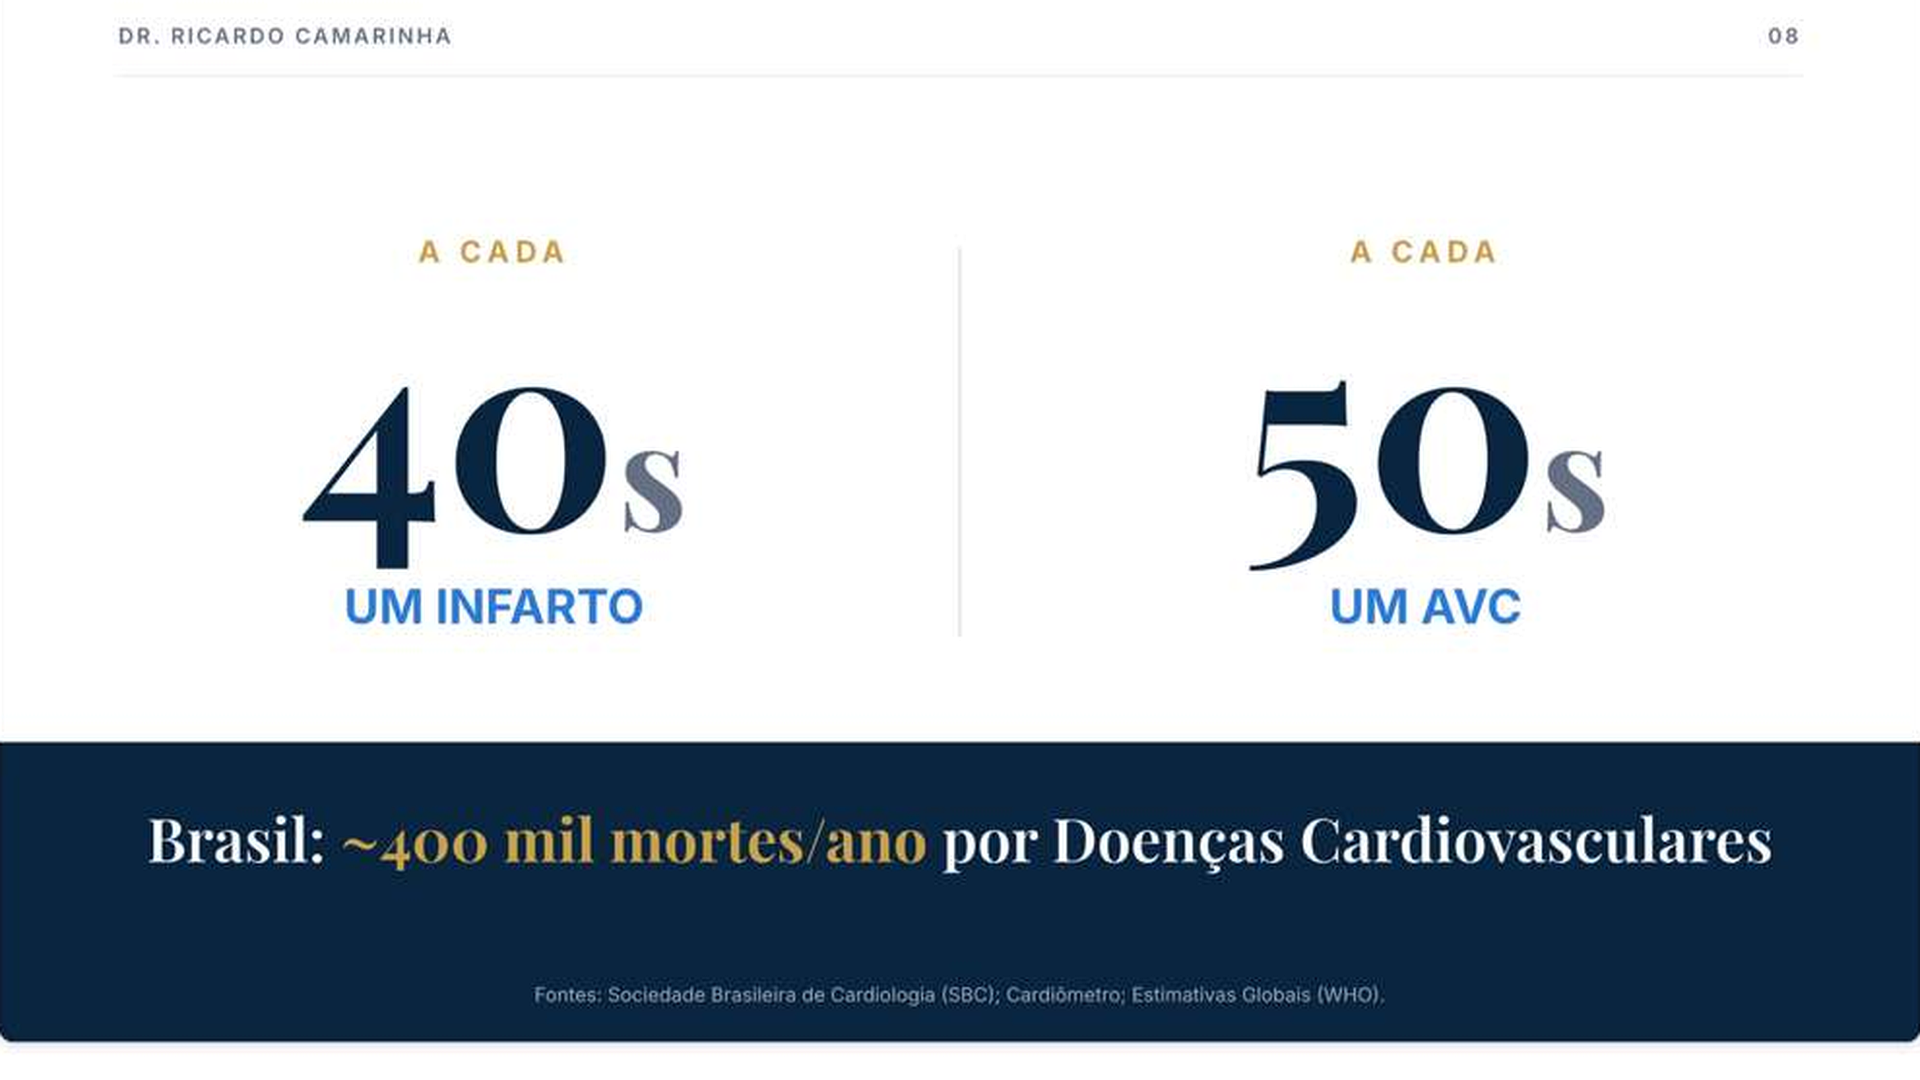 DR. RICARDO CAMARINHA
08
A CADA
40s
UM INFARTO
A CADA
50s
UM AVC
Brasil: ~400 mil mortes/ano por Doenças Cardiovasculares
Fontes: Sociedade Brasileira de Cardiologia (SBC); Cardiômetro; Estimativas Globais (WHO).